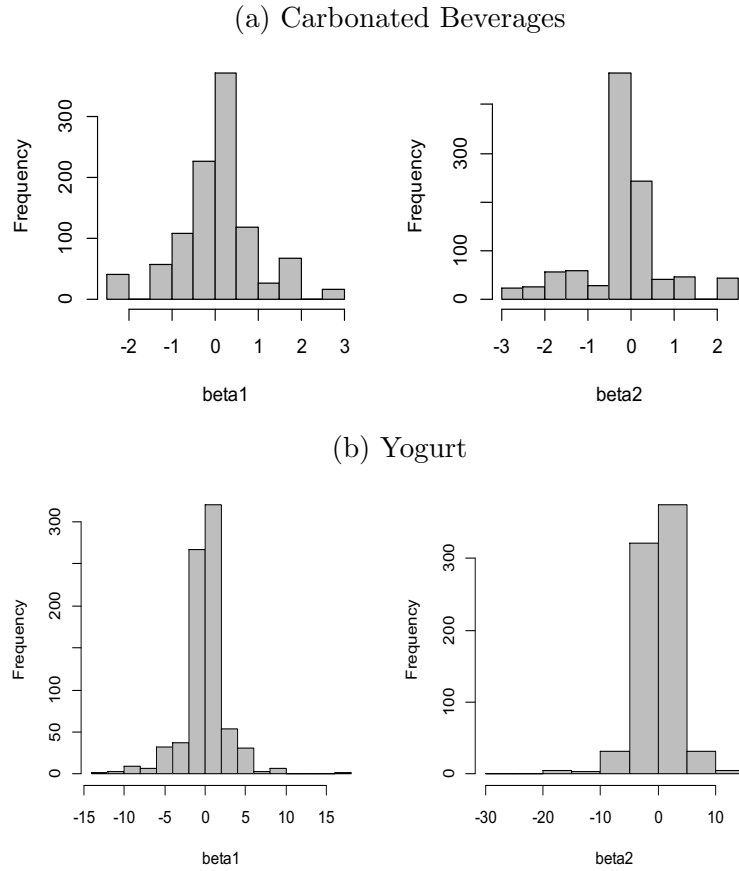 (a) Carbonated Beverages
Frequency
0 100 200 300
-2 -1 0 1 2 3
beta1
Frequency
0 100 300
-3 -2 -1 0 1 2
beta2
(b) Yogurt
Frequency
0 50 100 200 300
-15 -10 -5 0 5 10 15
beta1
Frequency
0 100 200 300
-30 -20 -10 0 10
beta2